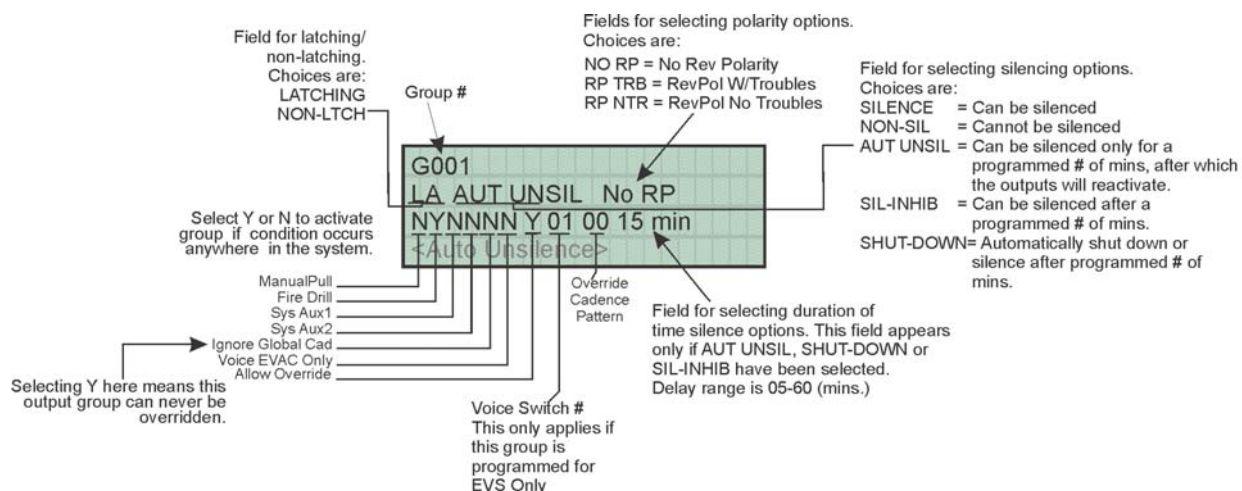 Field for latching/
non-latching.
Choices are:
LATCHING
NON-LTCH
Group #
Fields for selecting polarity options.
Choices are:
NO RP = No Rev Polarity
RP TRB = RevPol W/Troubles
RP NTR = RevPol No Troubles
Field for selecting silencing options.
Choices are:
SILENCE = Can be silenced
NON-SIL = Cannot be silenced
AUT UNSIL = Can be silenced only for a
programmed # of mins, after which
the outputs will reactivate.
SIL-INHIB = Can be silenced after a
programmed # of mins.
SHUT-DOWN= Automatically shut down or
silence after programmed # of
mins.
G001
LA AUT UNSIL No RP
NYNNNN Y 01 00 15 min
<Auto Unsilence>
Select Y or N to activate
group if condition occurs
anywhere in the system.
ManualPull
Fire Drill
Sys Aux1
Sys Aux2
Ignore Global Cad
Voice EVAC Only
Allow Override
Selecting Y here means this
output group can never be
overridden.
Override
Cadence
Pattern
Voice Switch #
This only applies if
this group is
programmed for
EVS Only
Field for selecting duration of
time silence options. This field appears
only if AUT UNSIL, SHUT-DOWN or
SIL-INHIB have been selected.
Delay range is 05-60 (mins.)